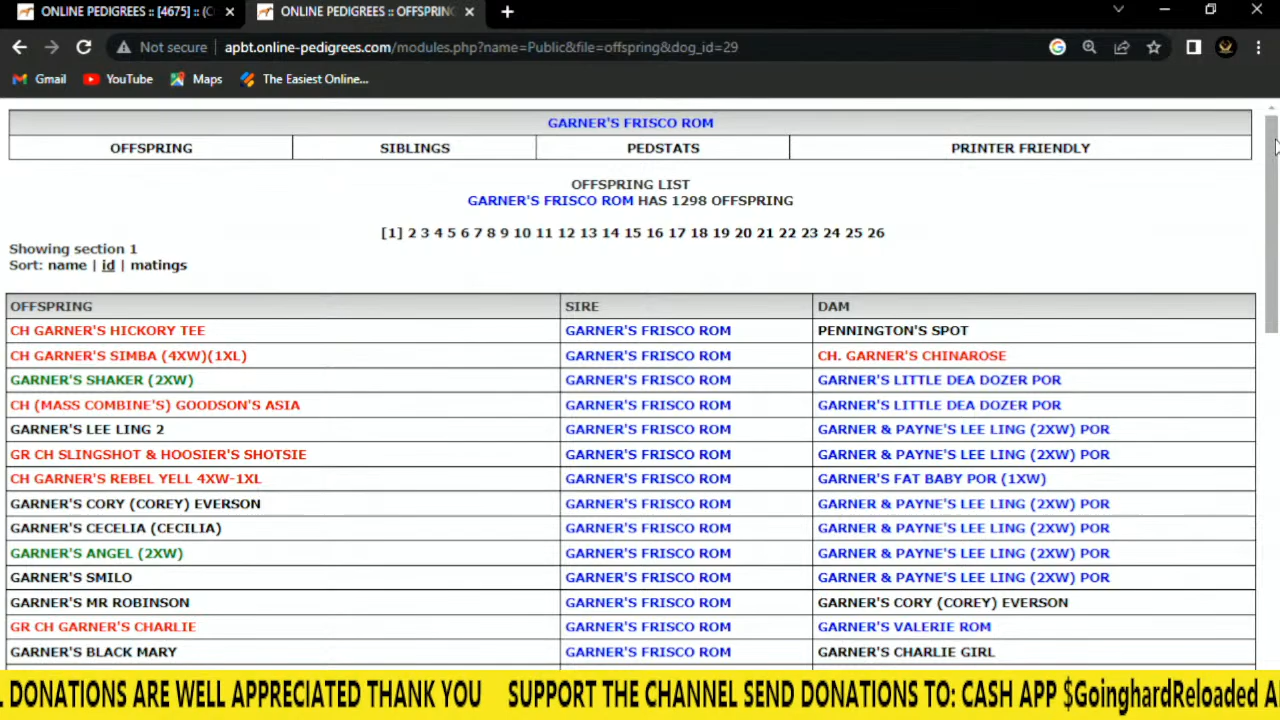 ONLINE PEDIGREES :: [4675] :: (C
ONLINE PEDIGREES :: OFFSPRING
Not secure | apbt.online-pedigrees.com/modules.php?name=Public&file=offspring&dog_id=29
Gmail YouTube Maps The Easiest Online...
GARNER'S FRISCO ROM
OFFSPRING SIBLINGS PEDSTATS PRINTER FRIENDLY
OFFSPRING LIST
GARNER'S FRISCO ROM HAS 1298 OFFSPRING
[1] 2 3 4 5 6 7 8 9 10 11 12 13 14 15 16 17 18 19 20 21 22 23 24 25 26
Showing section 1
Sort: name | id | matings
OFFSPRING SIRE DAM
CH GARNER'S HICKORY TEE GARNER'S FRISCO ROM PENNINGTON'S SPOT
CH GARNER'S SIMBA (4XW)(1XL) GARNER'S FRISCO ROM CH. GARNER'S CHINAROSE
GARNER'S SHAKER (2XW) GARNER'S FRISCO ROM GARNER'S LITTLE DEA DOZER POR
CH (MASS COMBINE'S) GOODSON'S ASIA GARNER'S FRISCO ROM GARNER'S LITTLE DEA DOZER POR
GARNER'S LEE LING 2 GARNER'S FRISCO ROM GARNER & PAYNE'S LEE LING (2XW) POR
GR CH SLINGSHOT & HOOSIER'S SHOTSIE GARNER'S FRISCO ROM GARNER & PAYNE'S LEE LING (2XW) POR
CH GARNER'S REBEL YELL 4XW-1XL GARNER'S FRISCO ROM GARNER'S FAT BABY POR (1XW)
GARNER'S CORY (COREY) EVERSON GARNER'S FRISCO ROM GARNER & PAYNE'S LEE LING (2XW) POR
GARNER'S CECELIA (CECILIA) GARNER'S FRISCO ROM GARNER & PAYNE'S LEE LING (2XW) POR
GARNER'S ANGEL (2XW) GARNER'S FRISCO ROM GARNER & PAYNE'S LEE LING (2XW) POR
GARNER'S SMILO GARNER'S FRISCO ROM GARNER & PAYNE'S LEE LING (2XW) POR
GARNER'S MR ROBINSON GARNER'S FRISCO ROM GARNER'S CORY (COREY) EVERSON
GR CH GARNER'S CHARLIE GARNER'S FRISCO ROM GARNER'S VALERIE ROM
GARNER'S BLACK MARY GARNER'S FRISCO ROM GARNER'S CHARLIE GIRL
. DONATIONS ARE WELL APPRECIATED THANK YOU SUPPORT THE CHANNEL SEND DONATIONS TO: CASH APP $GoinghardReloaded A